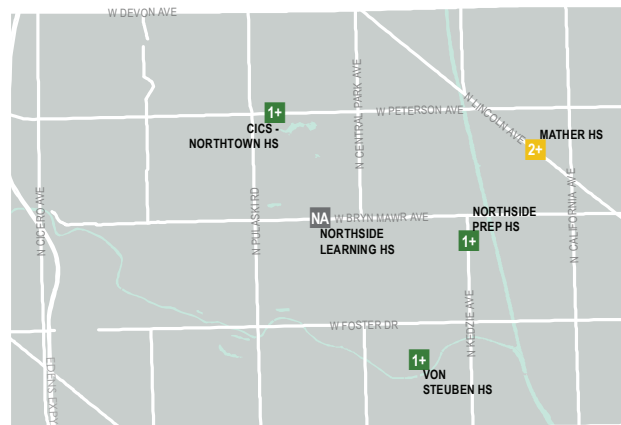 W DEVON AVE
N CENTRAL PARK AVE
1+
W PETERSON AVE
N LINCOLN AVE
CICS -
NORTHTOWN HS
MATHER HS
2+
N CICERO AVE
N PULASKI RD
N CALIFORNIA AVE
NA
W BRYN MAWR AVE
NORTHSIDE
LEARNING HS
NORTHSIDE
PREP HS
1+
N KEDZIE AVE
W FOSTER DR
EDENS EXPY
1+
VON
STEUBEN HS